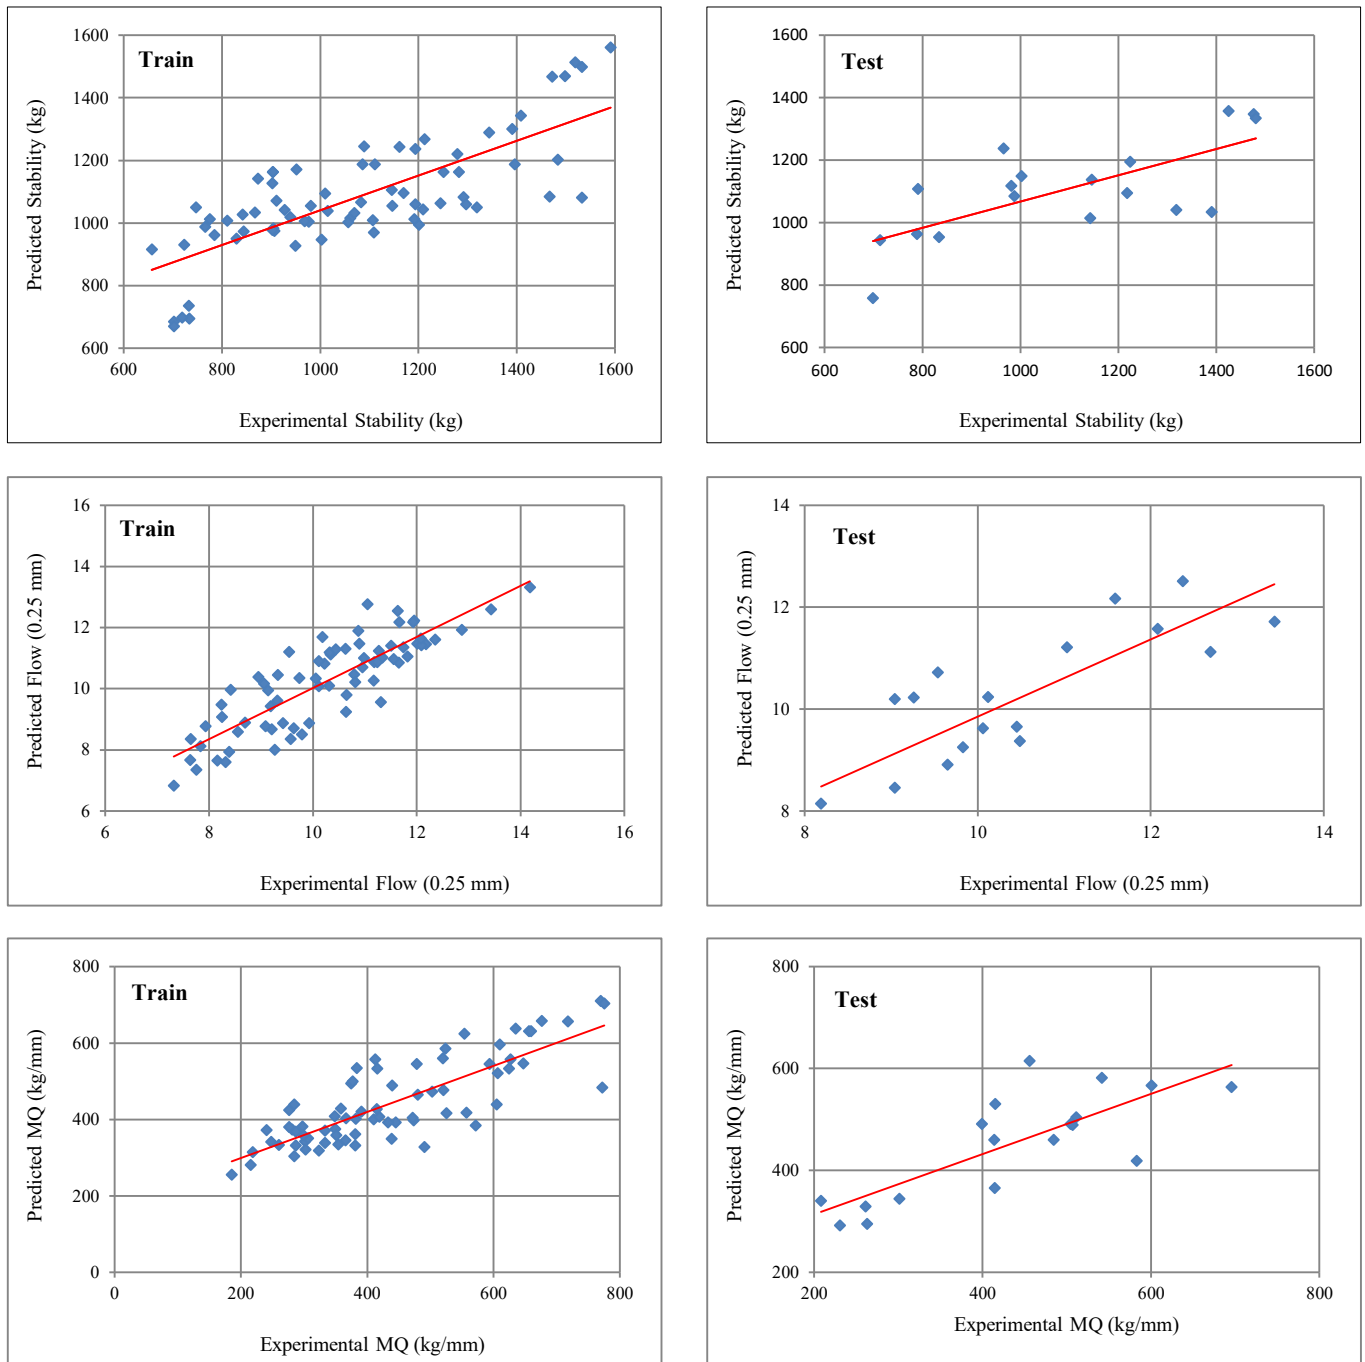 Train
Predicted Stability (kg)
1600
1400
1200
1000
800
600
600 800 1000 1200 1400 1600
Experimental Stability (kg)
Test
Predicted Stability (kg)
1600
1400
1200
1000
800
600
600 800 1000 1200 1400 1600
Experimental Stability (kg)
Train
Predicted Flow (0.25 mm)
16
14
12
10
8
6
6 8 10 12 14 16
Experimental Flow (0.25 mm)
Test
Predicted Flow (0.25 mm)
14
12
10
8
8 10 12 14
Experimental Flow (0.25 mm)
Train
Predicted MQ (kg/mm)
800
600
400
200
0
0 200 400 600 800
Experimental MQ (kg/mm)
Test
Predicted MQ (kg/mm)
800
600
400
200
200 400 600 800
Experimental MQ (kg/mm)